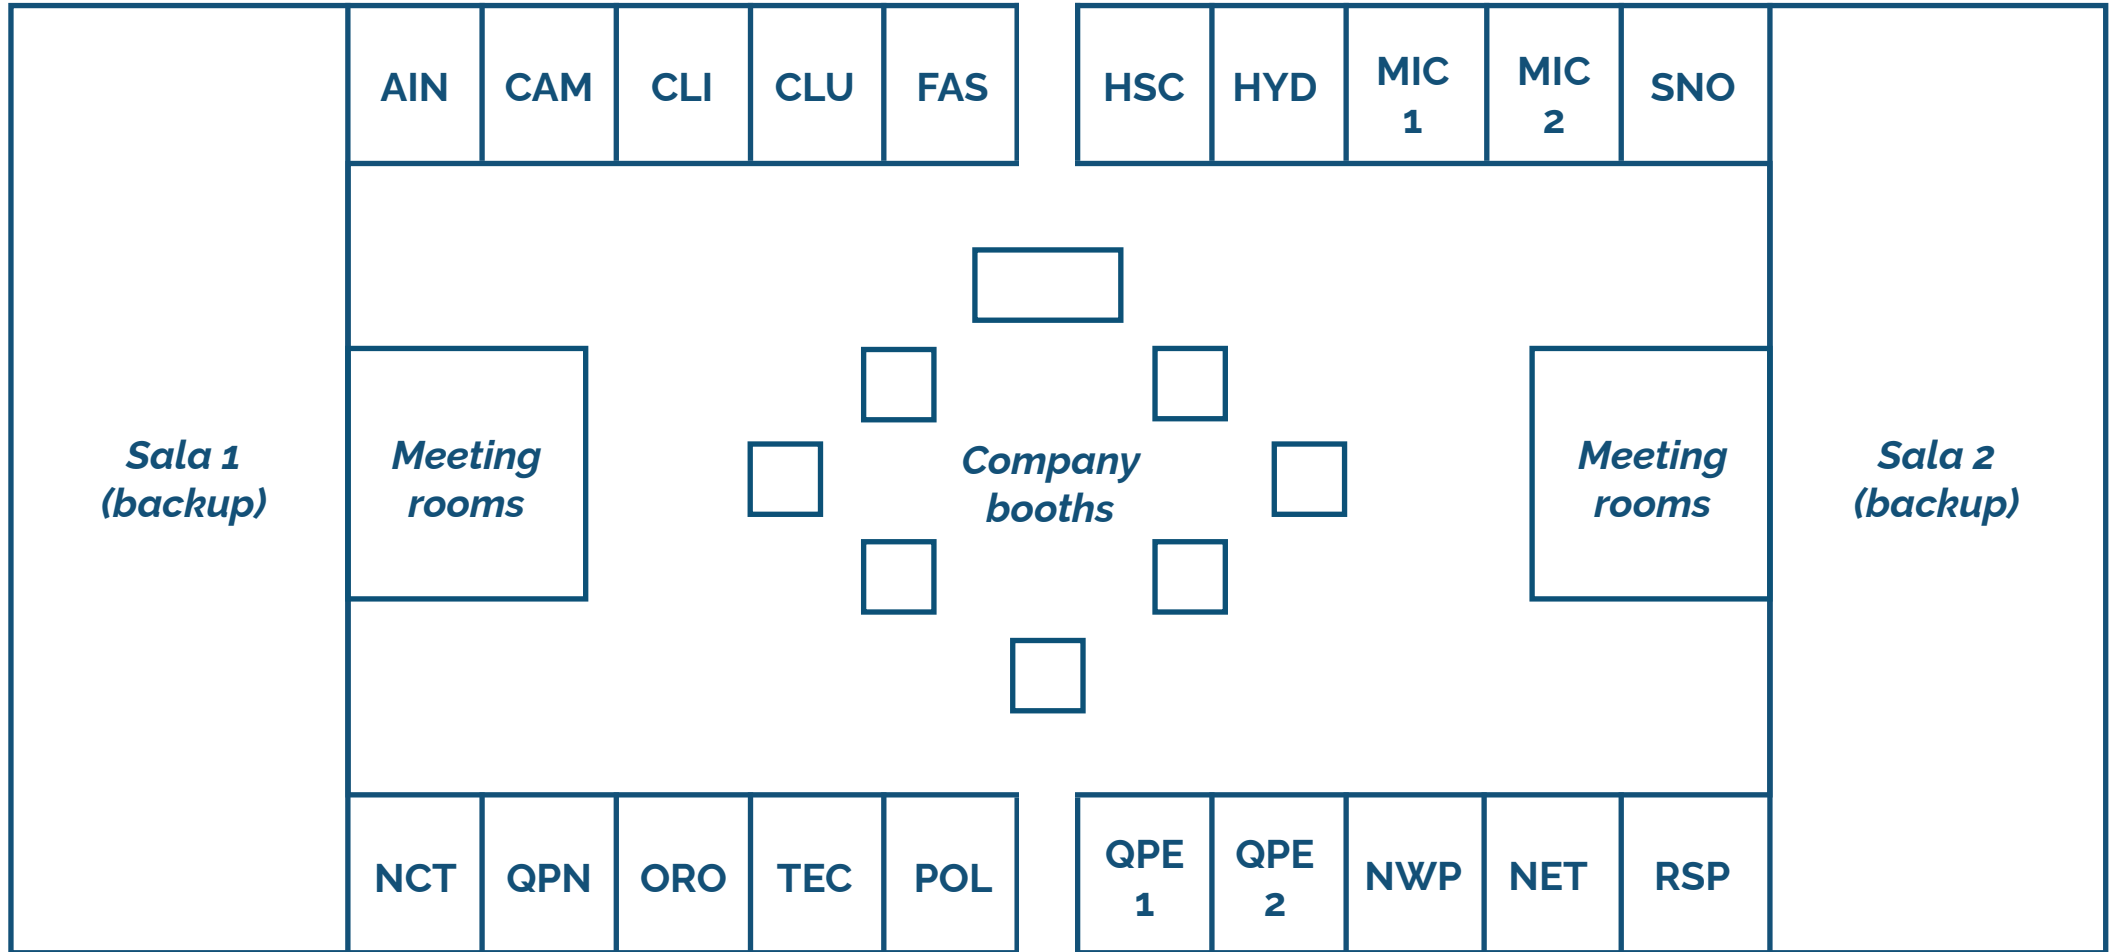 AIN
CAM
CLI
CLU
FAS
HSC
HYD
MIC
1
MIC
2
SNO
Sala 1
(backup)
Meeting
rooms
Company
booths
Meeting
rooms
Sala 2
(backup)
NCT
QPN
ORO
TEC
POL
QPE
1
QPE
2
NWP
NET
RSP